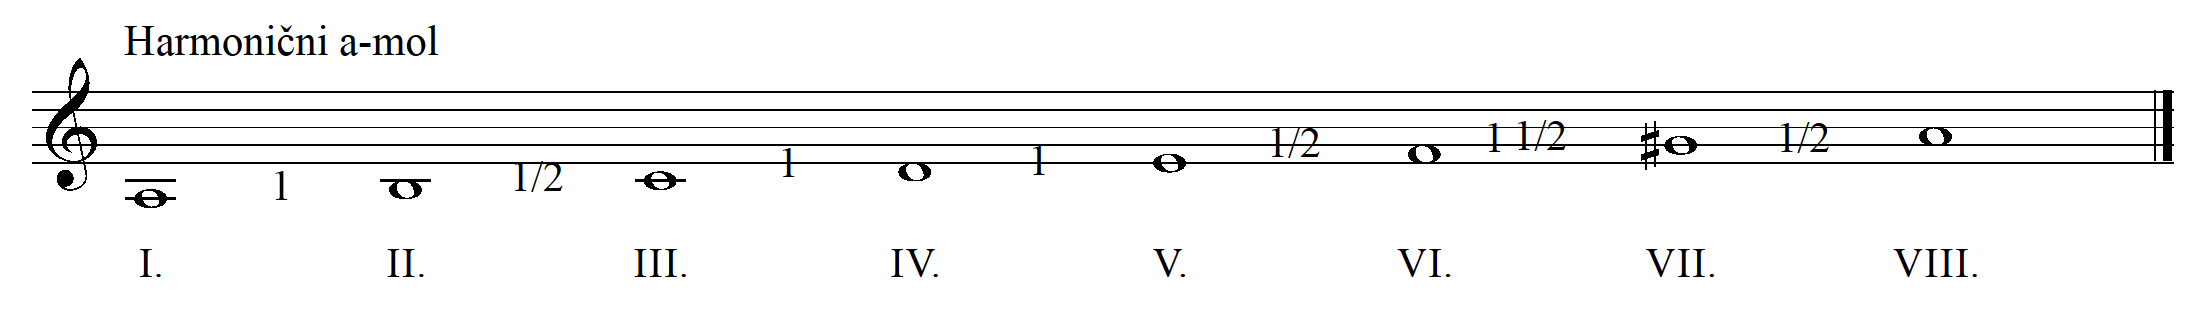 Harmonični a-mol
1 1/2 1 1 1/2 1 1/2 1/2
I. II. III. IV. V. VI. VII. VIII.